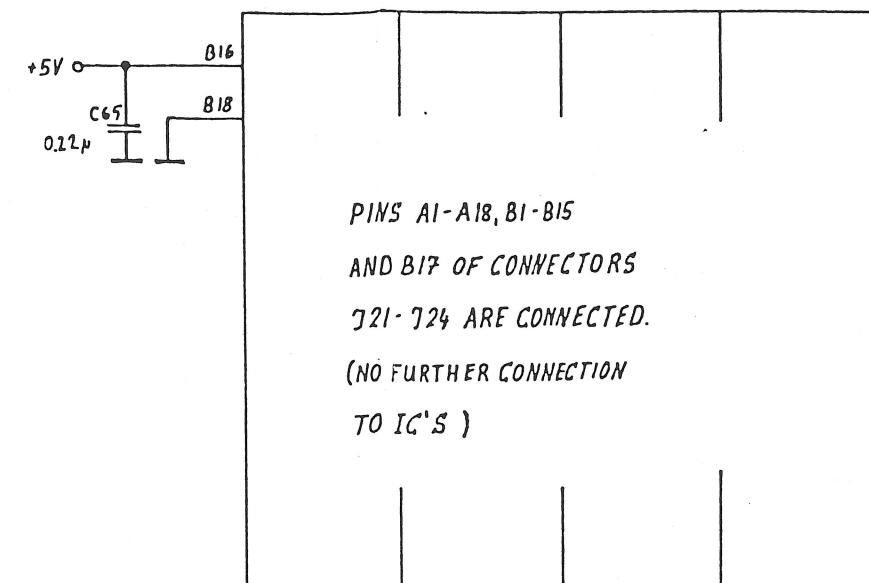 +5V
B16
C65
B18
0.22µ
PINS A1-A18, B1-B15
AND B17 OF CONNECTORS
J21-J24 ARE CONNECTED.
(NO FURTHER CONNECTION
TO IC'S )